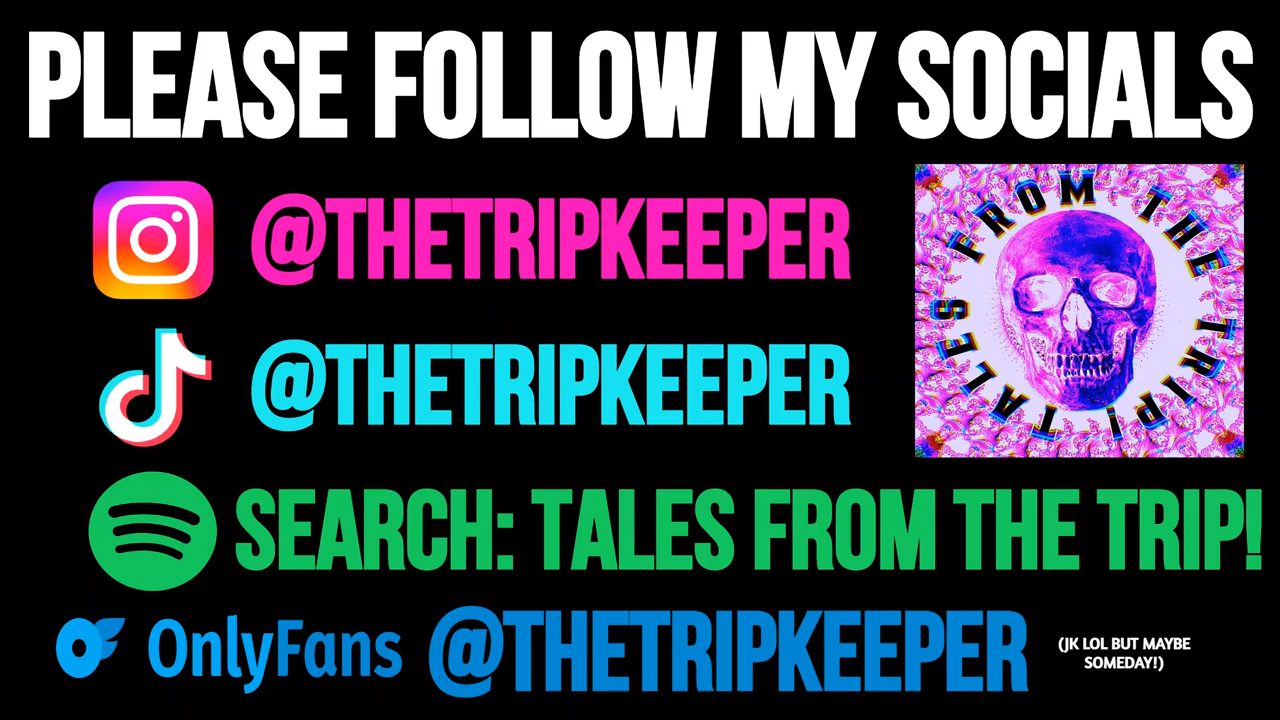 PLEASE FOLLOW MY SOCIALS
@THETRIPKEEPER
TALES FROM THE TRIP!
@THETRIPKEEPER
SEARCH: TALES FROM THE TRIP!
OnlyFans @THETRIPKEEPER
(JK LOL BUT MAYBE
SOMEDAY!)